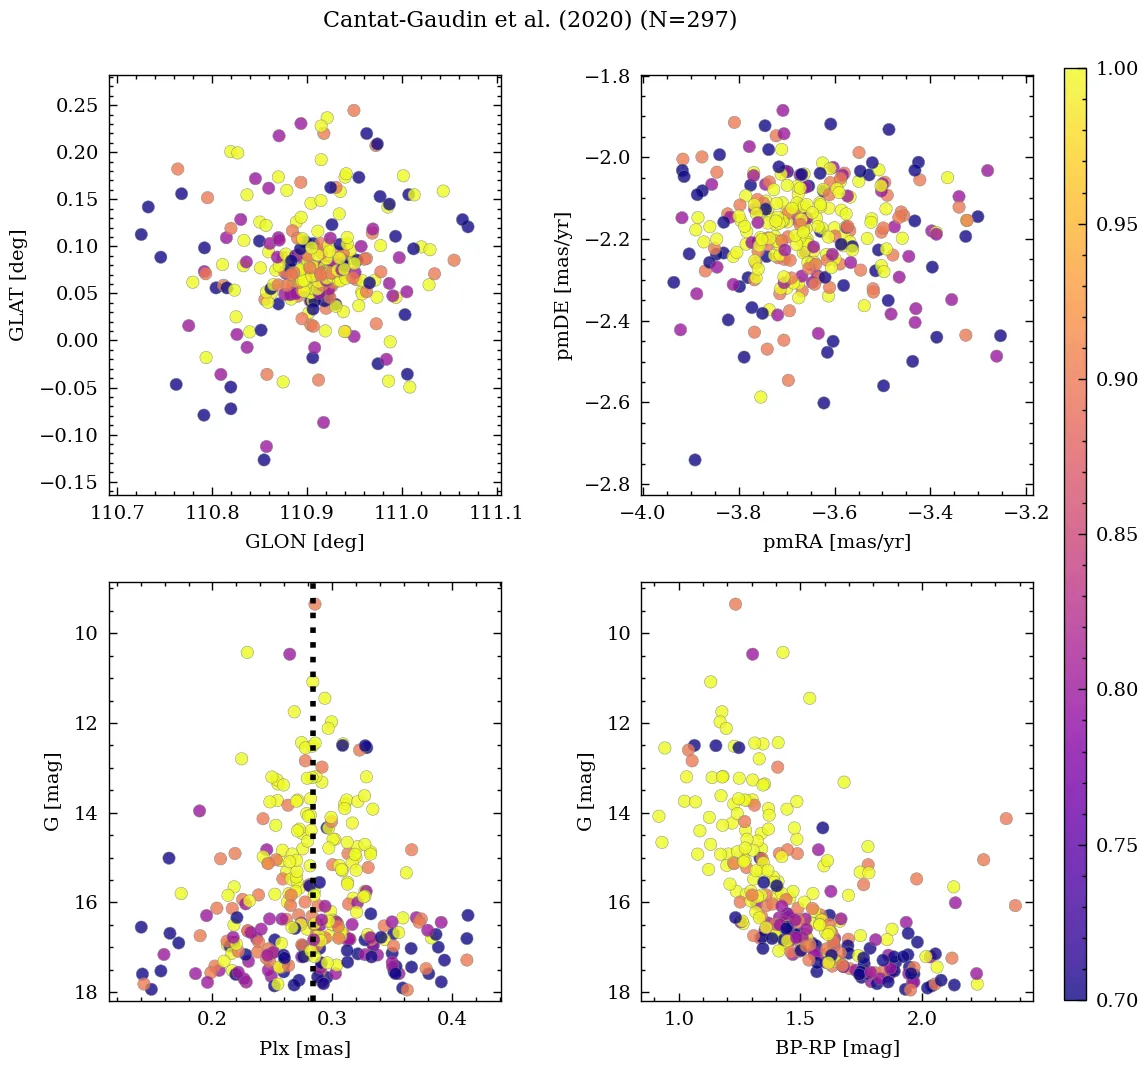 Cantat-Gaudin et al. (2020) (N=297)
0.25
0.20
0.15
0.10
0.05
0.00
−0.05
−0.10
−0.15
GLAT [deg]
110.7 110.8 110.9 111.0 111.1
GLON [deg]
−1.8
−2.0
−2.2
−2.4
−2.6
−2.8
pmDE [mas/yr]
−4.0 −3.8 −3.6 −3.4 −3.2
pmRA [mas/yr]
10
12
14
16
18
G [mag]
0.2 0.3 0.4
Plx [mas]
10
12
14
16
18
G [mag]
1.0 1.5 2.0
BP-RP [mag]
1.00
0.95
0.90
0.85
0.80
0.75
0.70